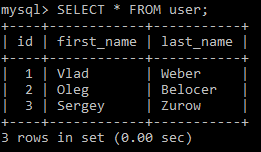 mysql> SELECT * FROM user;
+----+------------+-----------+
| id | first_name | last_name |
+----+------------+-----------+
|  1 | Vlad       | Weber     |
|  2 | Oleg       | Belocer   |
|  3 | Sergey     | Zurow     |
+----+------------+-----------+
3 rows in set (0.00 sec)